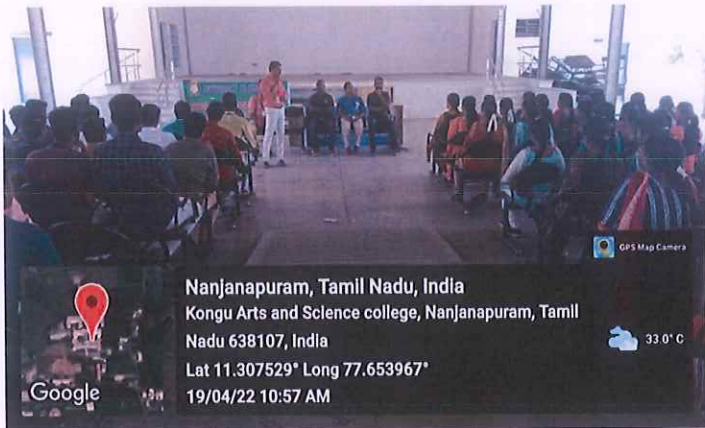 GPS Map Camera
Nanjanapuram, Tamil Nadu, India
Kongu Arts and Science college, Nanjanapuram, Tamil
Nadu 638107, India
33.0° C
Lat 11.307529° Long 77.653967°
19/04/22 10:57 AM
Google